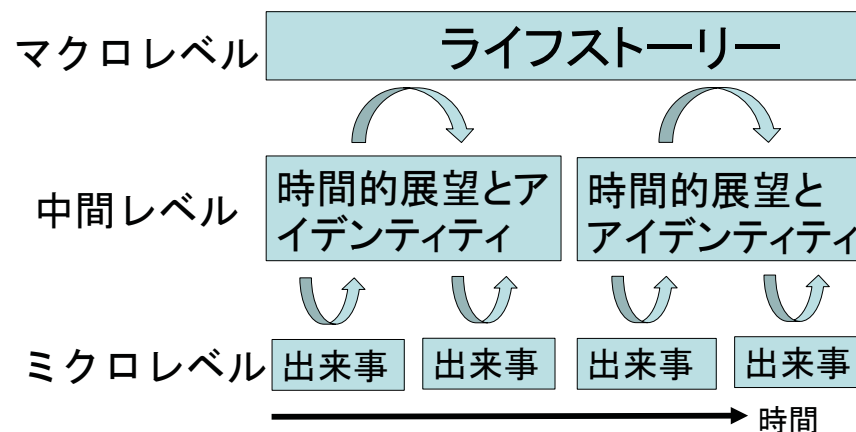 マクロレベル
ライフストーリー
中間レベル
時間的展望とア
イデンティティ
時間的展望と
アイデンティティ
ミクロレベル
出来事
出来事
出来事
出来事
時間